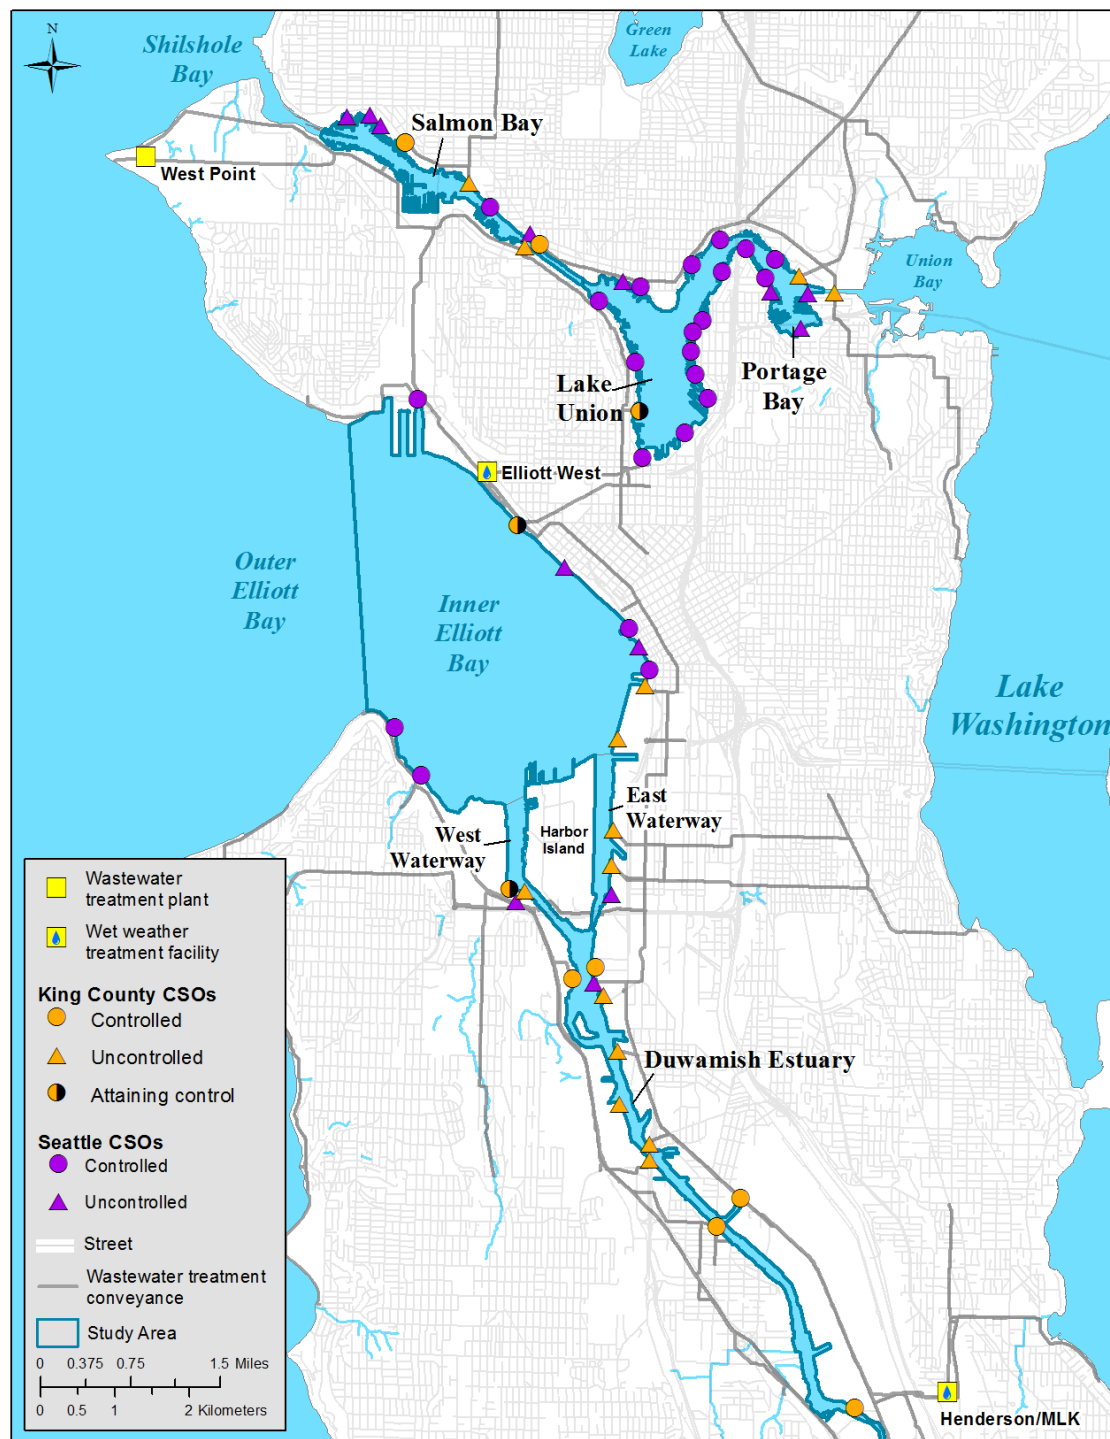 N
Shilshole
Bay
Green
Lake
Salmon Bay
West Point
Union
Bay
Portage
Bay
Lake
Union
Elliott West
Outer
Elliott
Bay
Inner
Elliott
Bay
Lake
Washington
East
Waterway
West
Waterway
Harbor
Island
Duwamish Estuary
Henderson/MLK
Wastewater
treatment plant
Wet weather
treatment facility
King County CSOs
Controlled
Uncontrolled
Attaining control
Seattle CSOs
Controlled
Uncontrolled
Street
Wastewater treatment
conveyance
Study Area
0 0.375 0.75 1.5 Miles
0 0.5 1 2 Kilometers